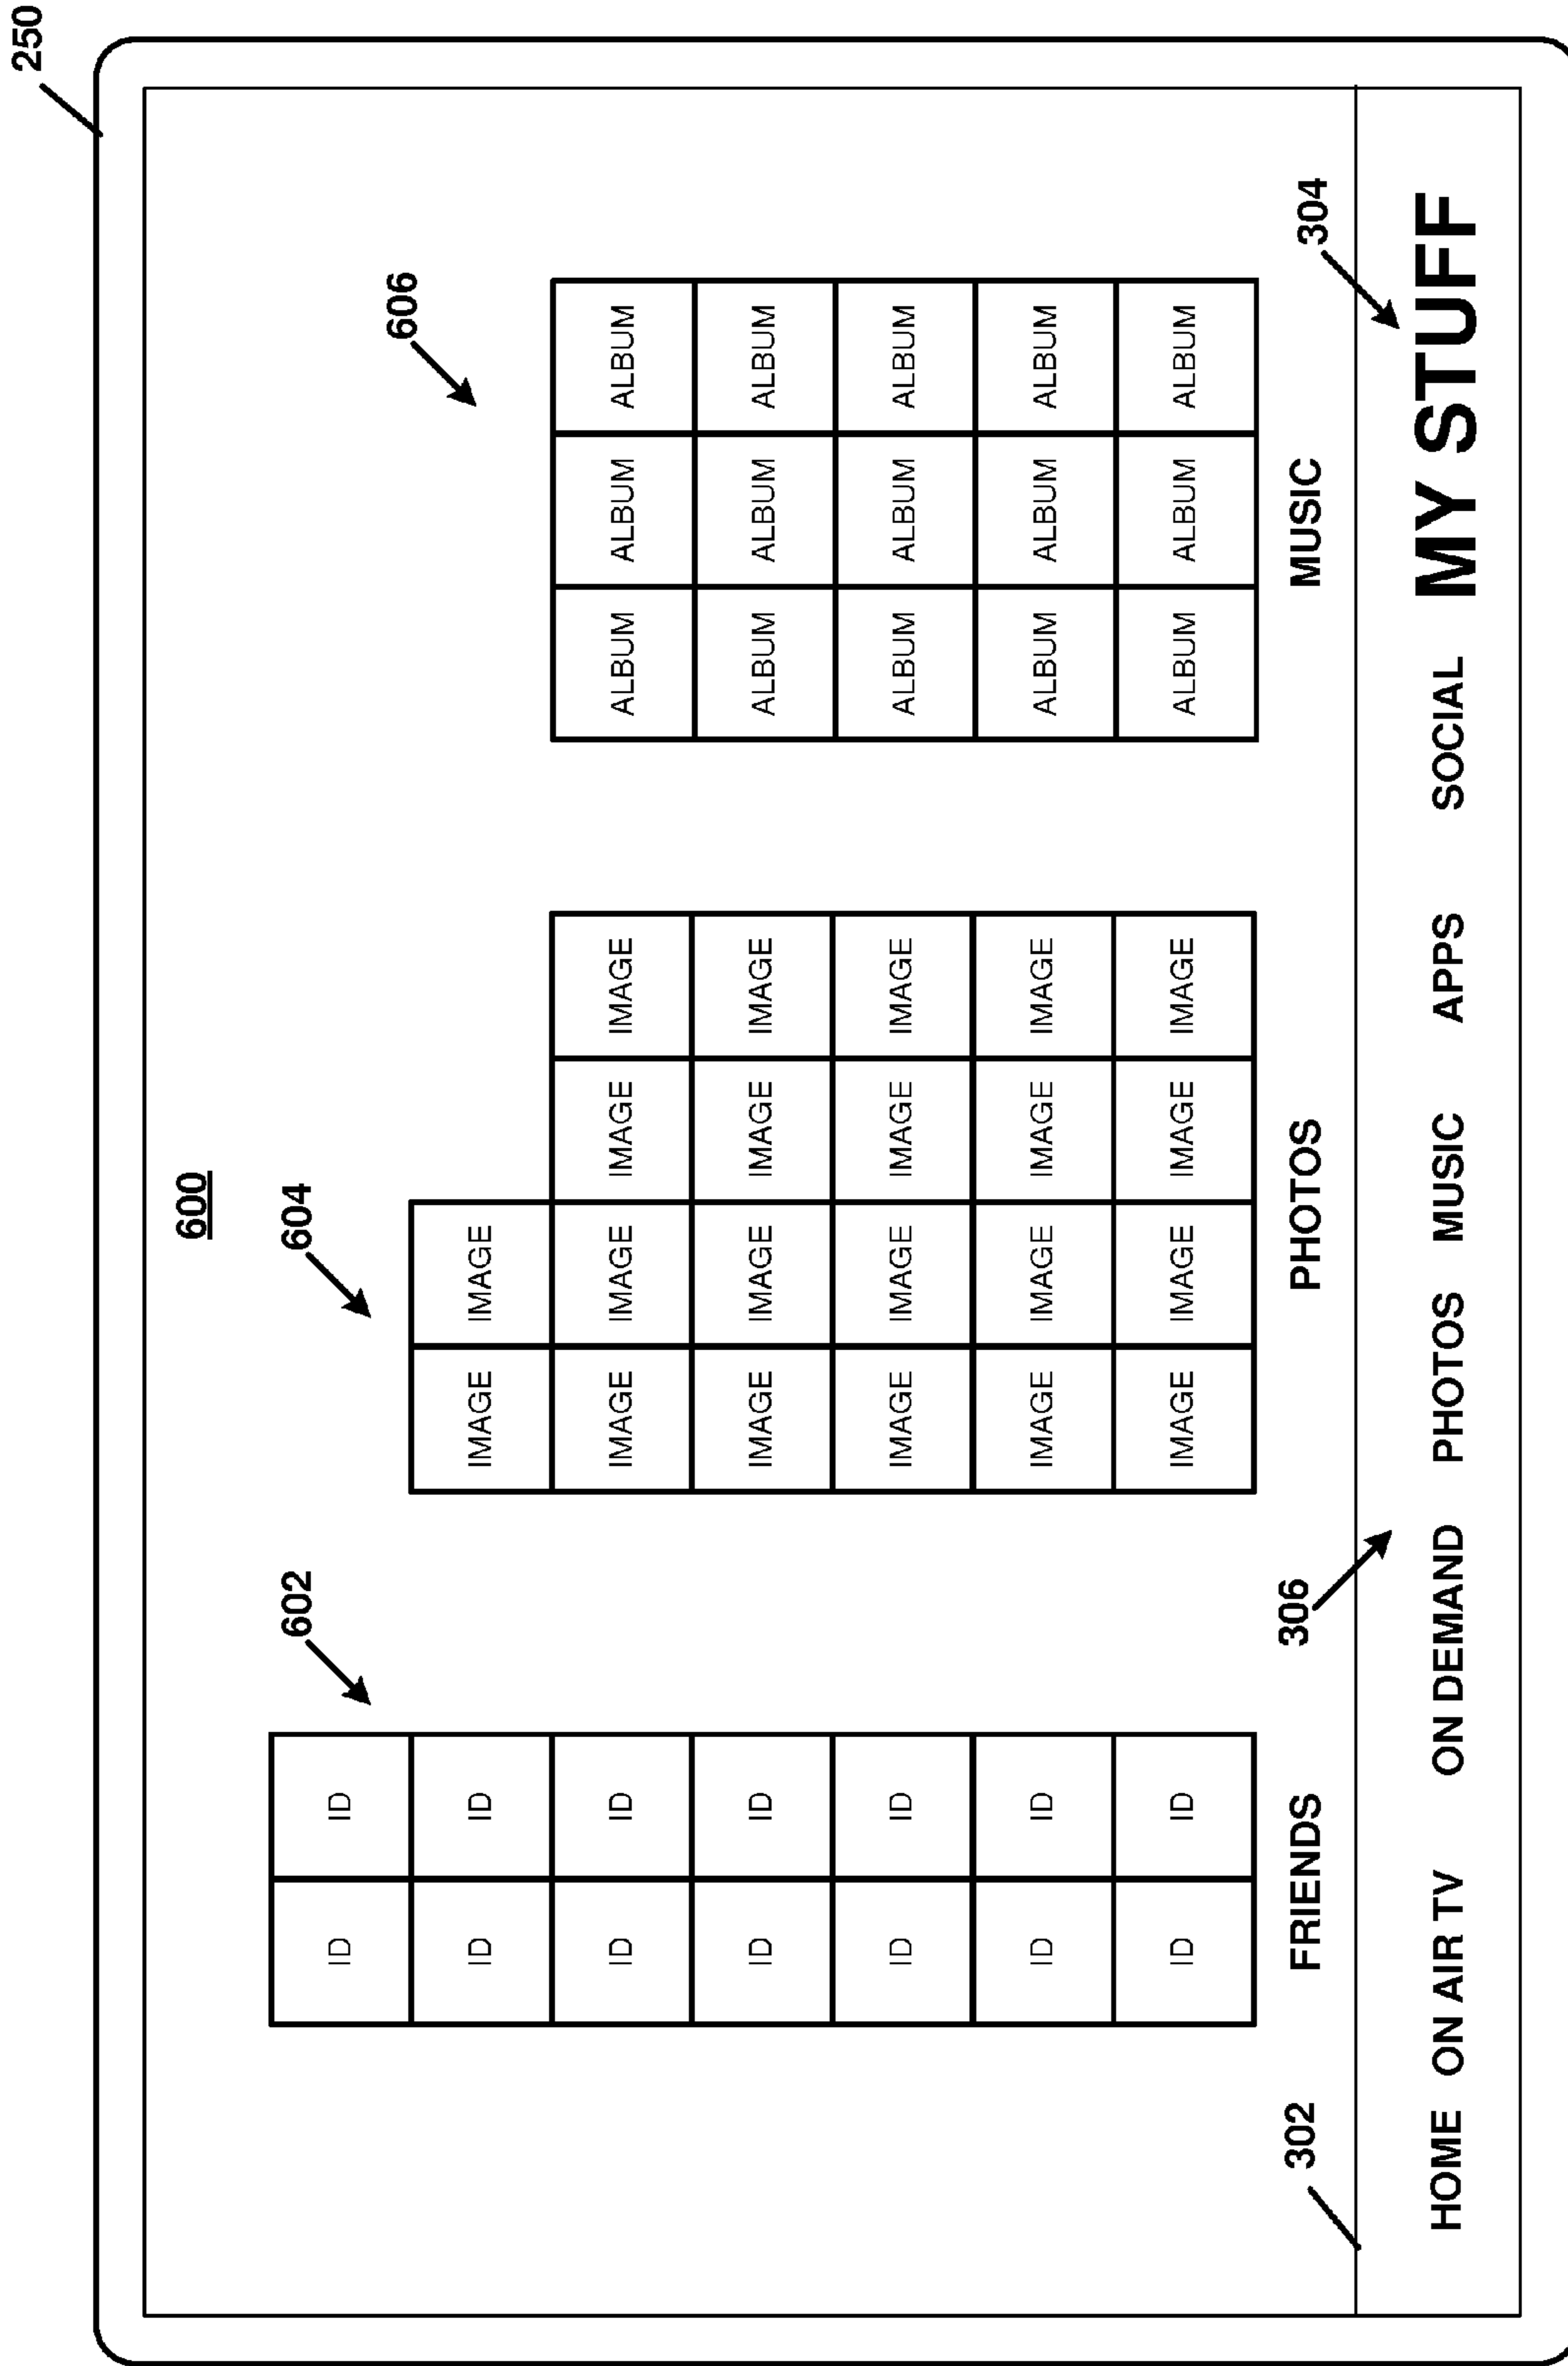 250
600
602 604
ID ID
606
ID ID IMAGE IMAGE
ID ID IMAGE IMAGE IMAGE IMAGE ALBUM ALBUM ALBUM
ID ID IMAGE IMAGE IMAGE IMAGE ALBUM ALBUM ALBUM
ID ID IMAGE IMAGE IMAGE IMAGE ALBUM ALBUM ALBUM
ID ID IMAGE IMAGE IMAGE IMAGE ALBUM ALBUM ALBUM
ID ID IMAGE IMAGE IMAGE IMAGE ALBUM ALBUM ALBUM
302 FRIENDS 306 PHOTOS MUSIC 304
HOME ON AIR TV ON DEMAND PHOTOS MUSIC APPS SOCIAL MY STUFF